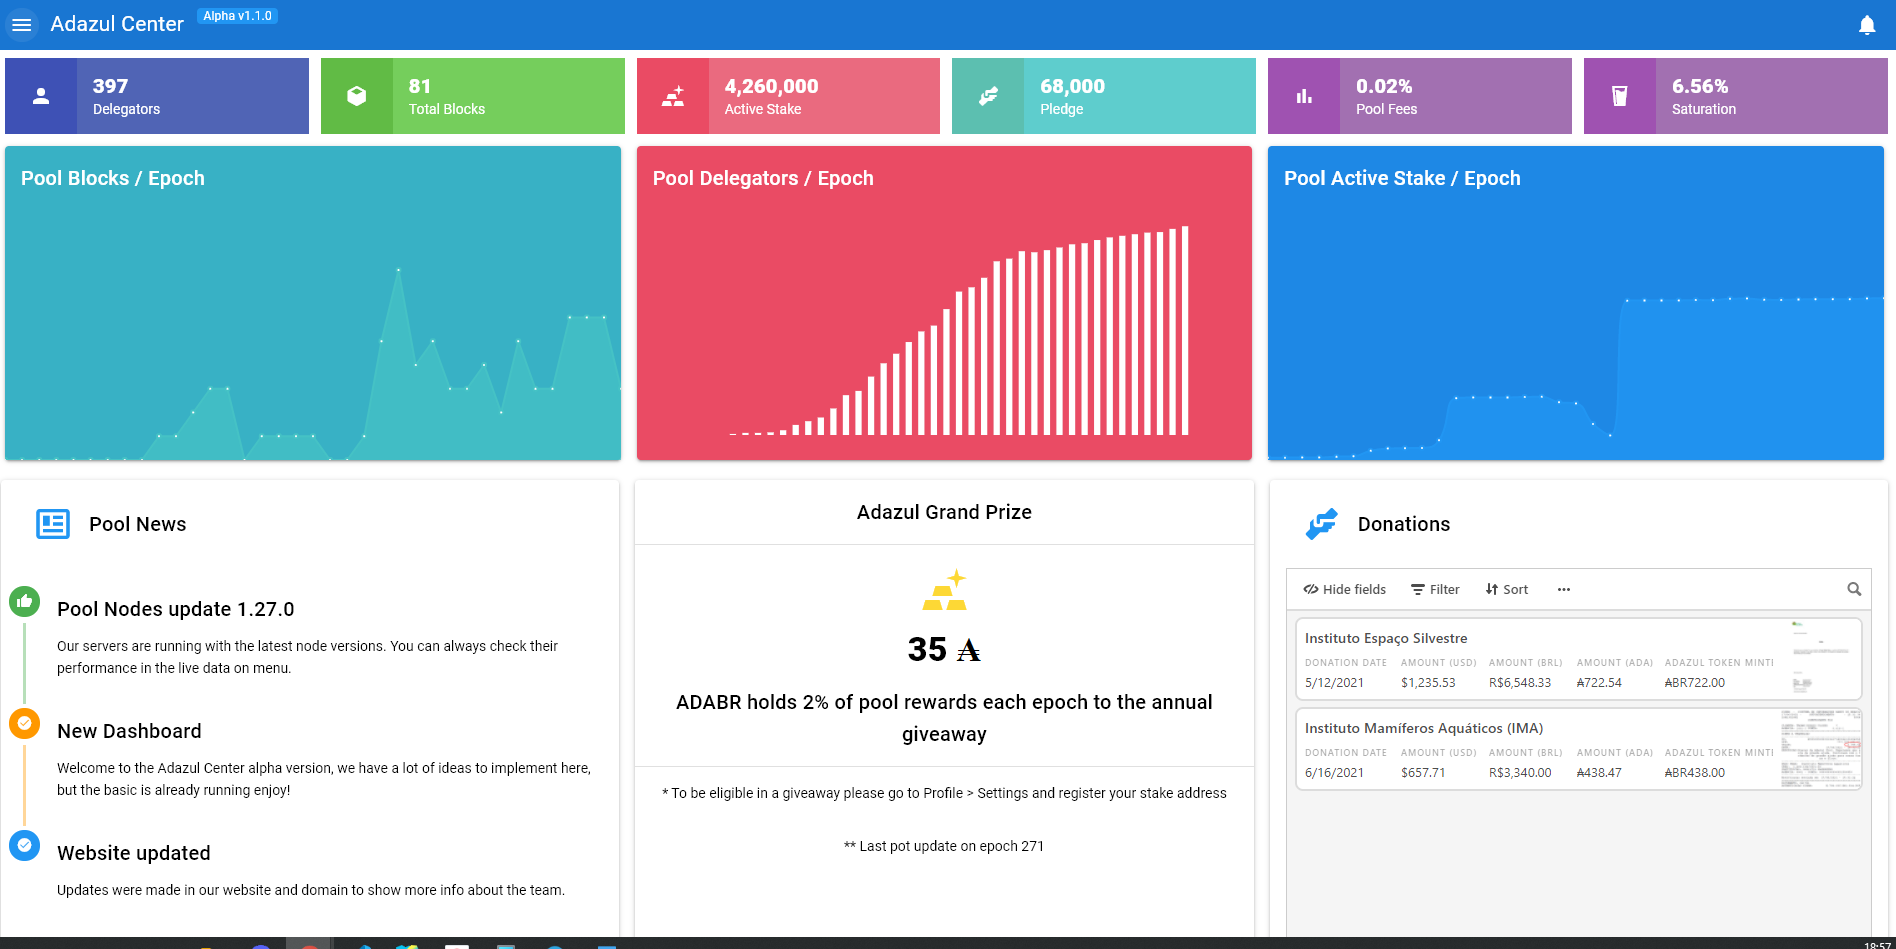 Adazul Center
Alpha v1.1.0
397
Delegators
81
Total Blocks
4,260,000
Active Stake
68,000
Pledge
0.02%
Pool Fees
6.56%
Saturation
Pool Blocks / Epoch
Pool Delegators / Epoch
Pool Active Stake / Epoch
Pool News
Pool Nodes update 1.27.0
Our servers are running with the latest node versions. You can always check their
performance in the live data on menu.
New Dashboard
Welcome to the Adazul Center alpha version, we have a lot of ideas to implement here,
but the basic is already running enjoy!
Website updated
Updates were made in our website and domain to show more info about the team.
Adazul Grand Prize
35 ₳
ADABR holds 2% of pool rewards each epoch to the annual
giveaway
* To be eligible in a giveaway please go to Profile > Settings and register your stake address
** Last pot update on epoch 271
Donations
Hide fields Filter Sort ···
Instituto Espaço Silvestre
DONATION DATE AMOUNT (USD) AMOUNT (BRL) AMOUNT (ADA) ADAZUL TOKEN MINTI
5/12/2021 $1,235.53 R$6,548.33 ₳722.54 ₳BR722.00
Instituto Mamíferos Aquáticos (IMA)
DONATION DATE AMOUNT (USD) AMOUNT (BRL) AMOUNT (ADA) ADAZUL TOKEN MINTI
6/16/2021 $657.71 R$3,340.00 ₳438.47 ₳BR438.00
18:57